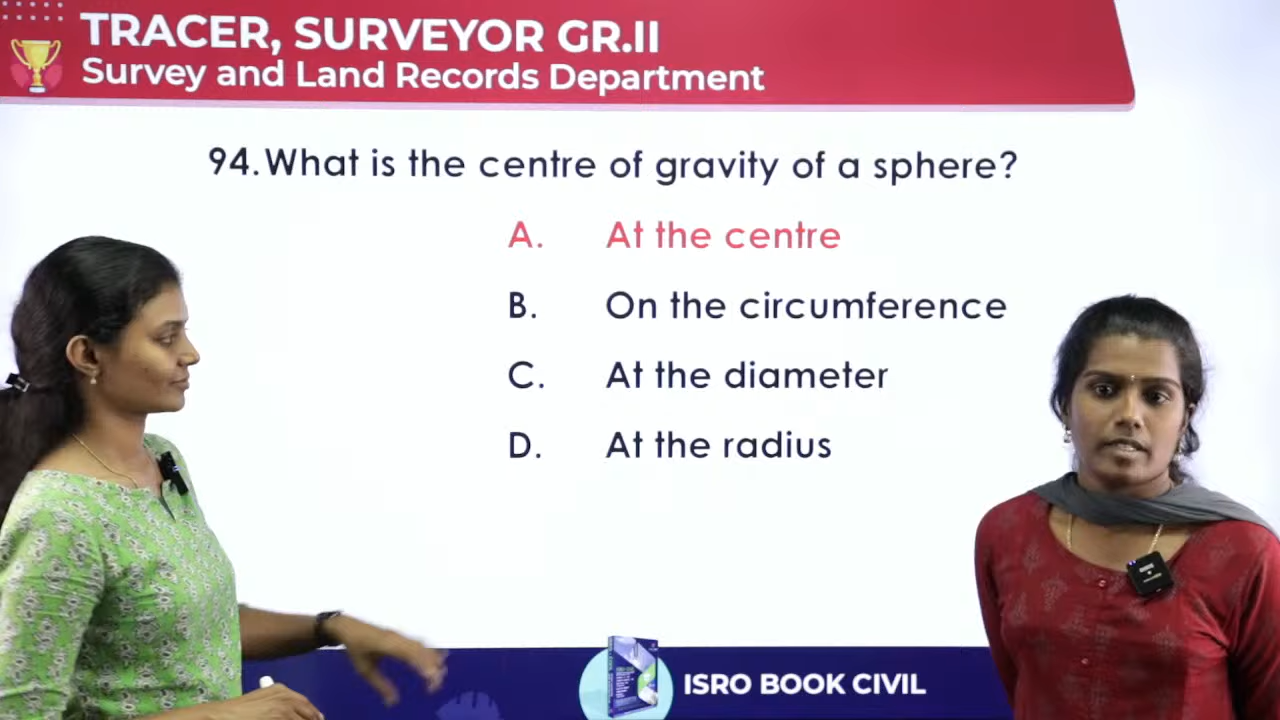 TRACER, SURVEYOR GR.II
Survey and Land Records Department
94. What is the centre of gravity of a sphere?
A. At the centre
B. On the circumference
C. At the diameter
D. At the radius
ISRO BOOK CIVIL